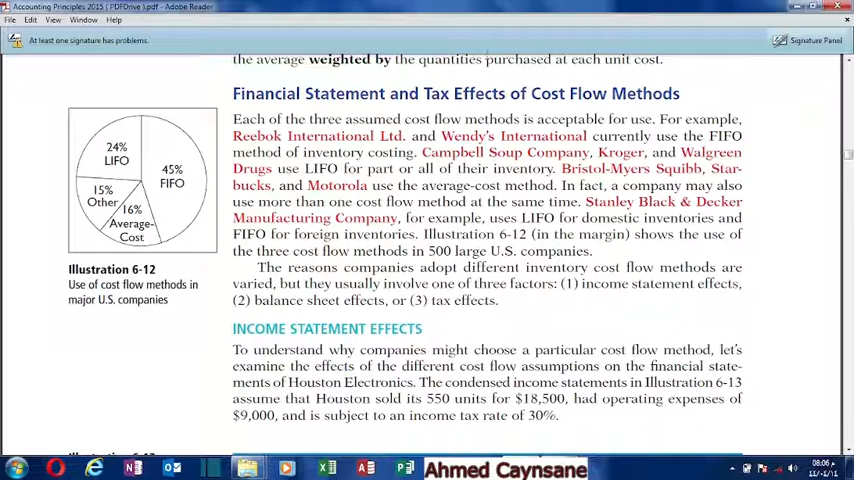 Accounting Principles 2015 ( PDFDrive ).pdf - Adobe Reader
File Edit View Window Help
At least one signature has problems.
Signature Panel
the average weighted by the quantities purchased at each unit cost.
Financial Statement and Tax Effects of Cost Flow Methods
Each of the three assumed cost flow methods is acceptable for use. For example,
Reebok International Ltd. and Wendy's International currently use the FIFO
method of inventory costing. Campbell Soup Company, Kroger, and Walgreen
Drugs use LIFO for part or all of their inventory. Bristol-Myers Squibb, Star-
bucks, and Motorola use the average-cost method. In fact, a company may also
use more than one cost flow method at the same time. Stanley Black & Decker
Manufacturing Company, for example, uses LIFO for domestic inventories and
FIFO for foreign inventories. Illustration 6-12 (in the margin) shows the use of
the three cost flow methods in 500 large U.S. companies.
The reasons companies adopt different inventory cost flow methods are
varied, but they usually involve one of three factors: (1) income statement effects,
(2) balance sheet effects, or (3) tax effects.
24%
LIFO
45%
FIFO
15%
Other
16%
Average-
Cost
Illustration 6-12
Use of cost flow methods in
major U.S. companies
INCOME STATEMENT EFFECTS
To understand why companies might choose a particular cost flow method, let's
examine the effects of the different cost flow assumptions on the financial state-
ments of Houston Electronics. The condensed income statements in Illustration 6-13
assume that Houston sold its 550 units for $18,500, had operating expenses of
$9,000, and is subject to an income tax rate of 30%.
Ahmed Caynsane